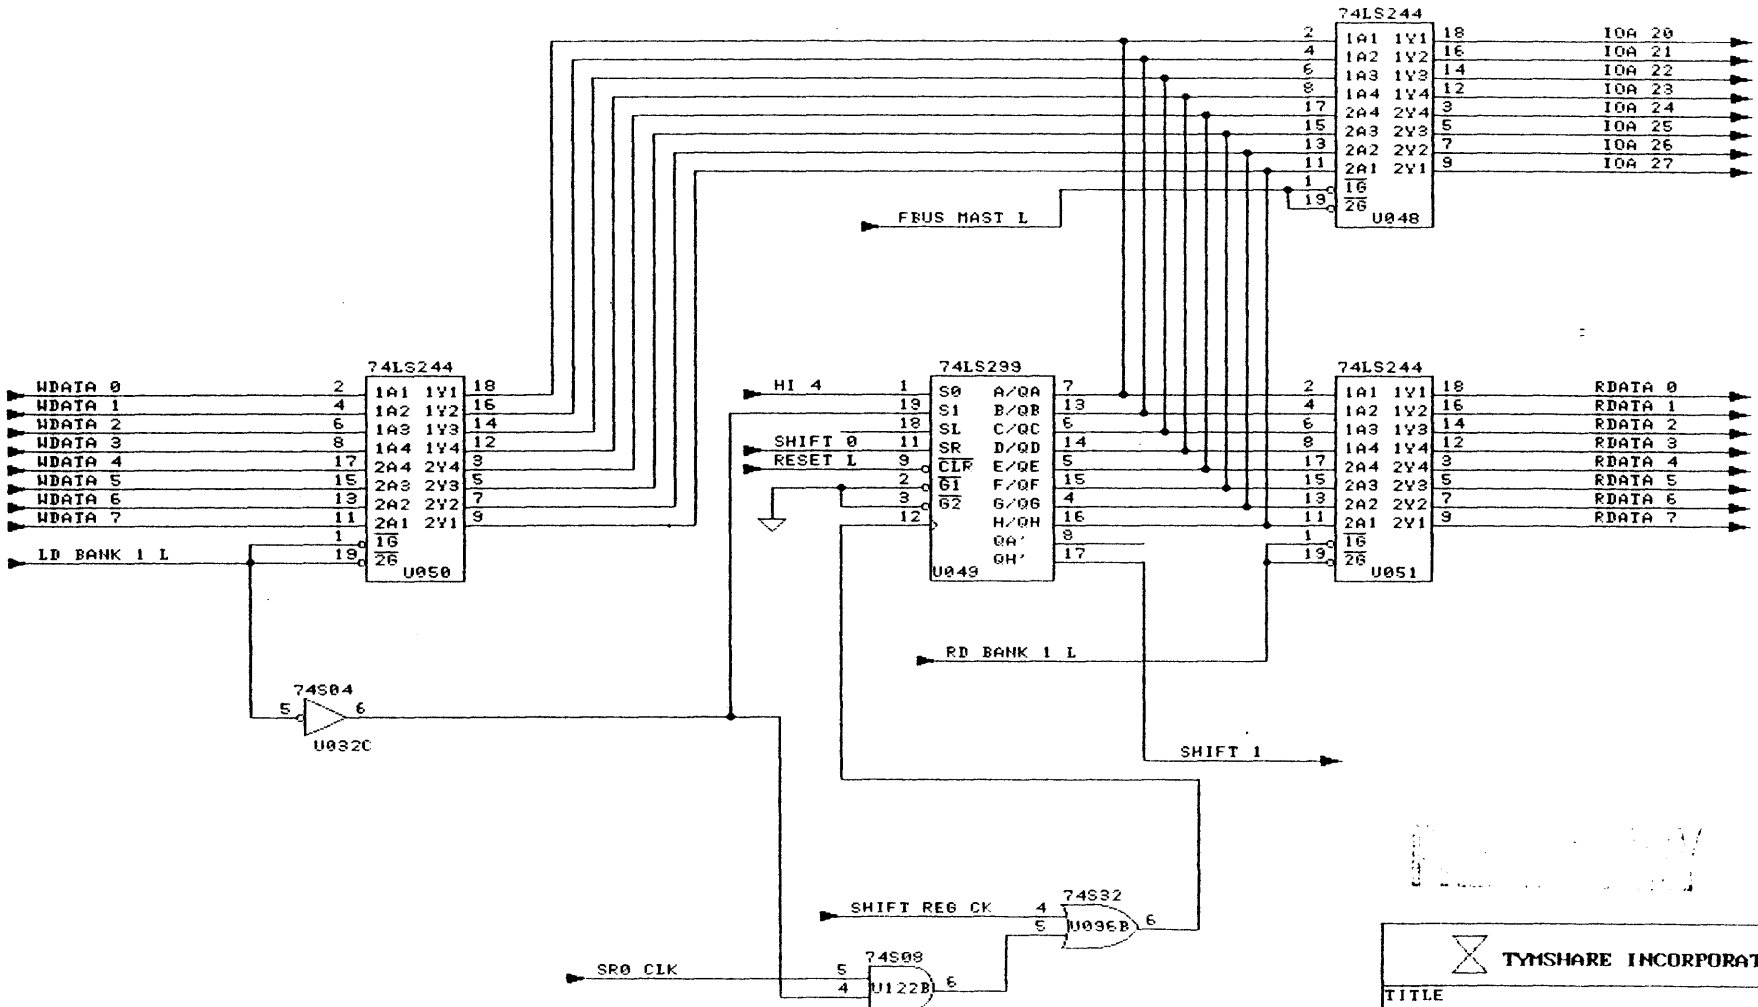 74LS244
2 1A1 1Y1 18 IOA 20
4 1A2 1Y2 16 IOA 21
6 1A3 1Y3 14 IOA 22
8 1A4 1Y4 12 IOA 23
17 2A4 2Y4 3 IOA 24
15 2A3 2Y3 5 IOA 25
13 2A2 2Y2 7 IOA 26
11 2A1 2Y1 9 IOA 27
1 1G
19 2G
U048
FBUS MAST L
74LS244
WDATA 0 2 1A1 1Y1 18
WDATA 1 4 1A2 1Y2 16
WDATA 2 6 1A3 1Y3 14
WDATA 3 8 1A4 1Y4 12
WDATA 4 17 2A4 2Y4 3
WDATA 5 15 2A3 2Y3 5
WDATA 6 13 2A2 2Y2 7
WDATA 7 11 2A1 2Y1 9
1 1G
LD BANK 1 L 19 2G
U050
74LS299
HI 4 1 S0 A/QA 7
19 S1 B/QB 13
18 SL C/QC 6
SHIFT 0 11 SR D/QD 14
RESET L 9 CLR E/QE 5
2 G1 F/QF 15
3 G2 G/QG 4
12 H/QH 16
QA' 8
QH' 17
U049
74LS244
2 1A1 1Y1 18 RDATA 0
4 1A2 1Y2 16 RDATA 1
6 1A3 1Y3 14 RDATA 2
8 1A4 1Y4 12 RDATA 3
17 2A4 2Y4 3 RDATA 4
15 2A3 2Y3 5 RDATA 5
13 2A2 2Y2 7 RDATA 6
11 2A1 2Y1 9 RDATA 7
1 1G
19 2G
U051
RD BANK 1 L
74S04
5 6
U032C
SHIFT 1
74S32
SHIFT REG CK 4
5 U096B 6
74S08
SR0 CLK 5
4 U122B 6
TYMSHARE INCORPORAT
TITLE